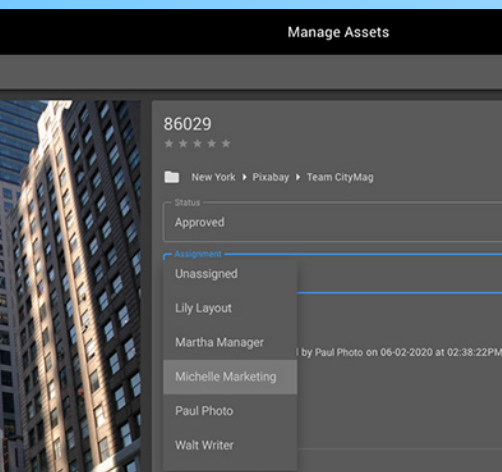 Manage Assets
86029
New York Pixabay Team CityMag
Status
Approved
Assignment
Unassigned
Lily Layout
Martha Manager
by Paul Photo on 06-02-2020 at 02:38:22PM
Michelle Marketing
Paul Photo
Walt Writer